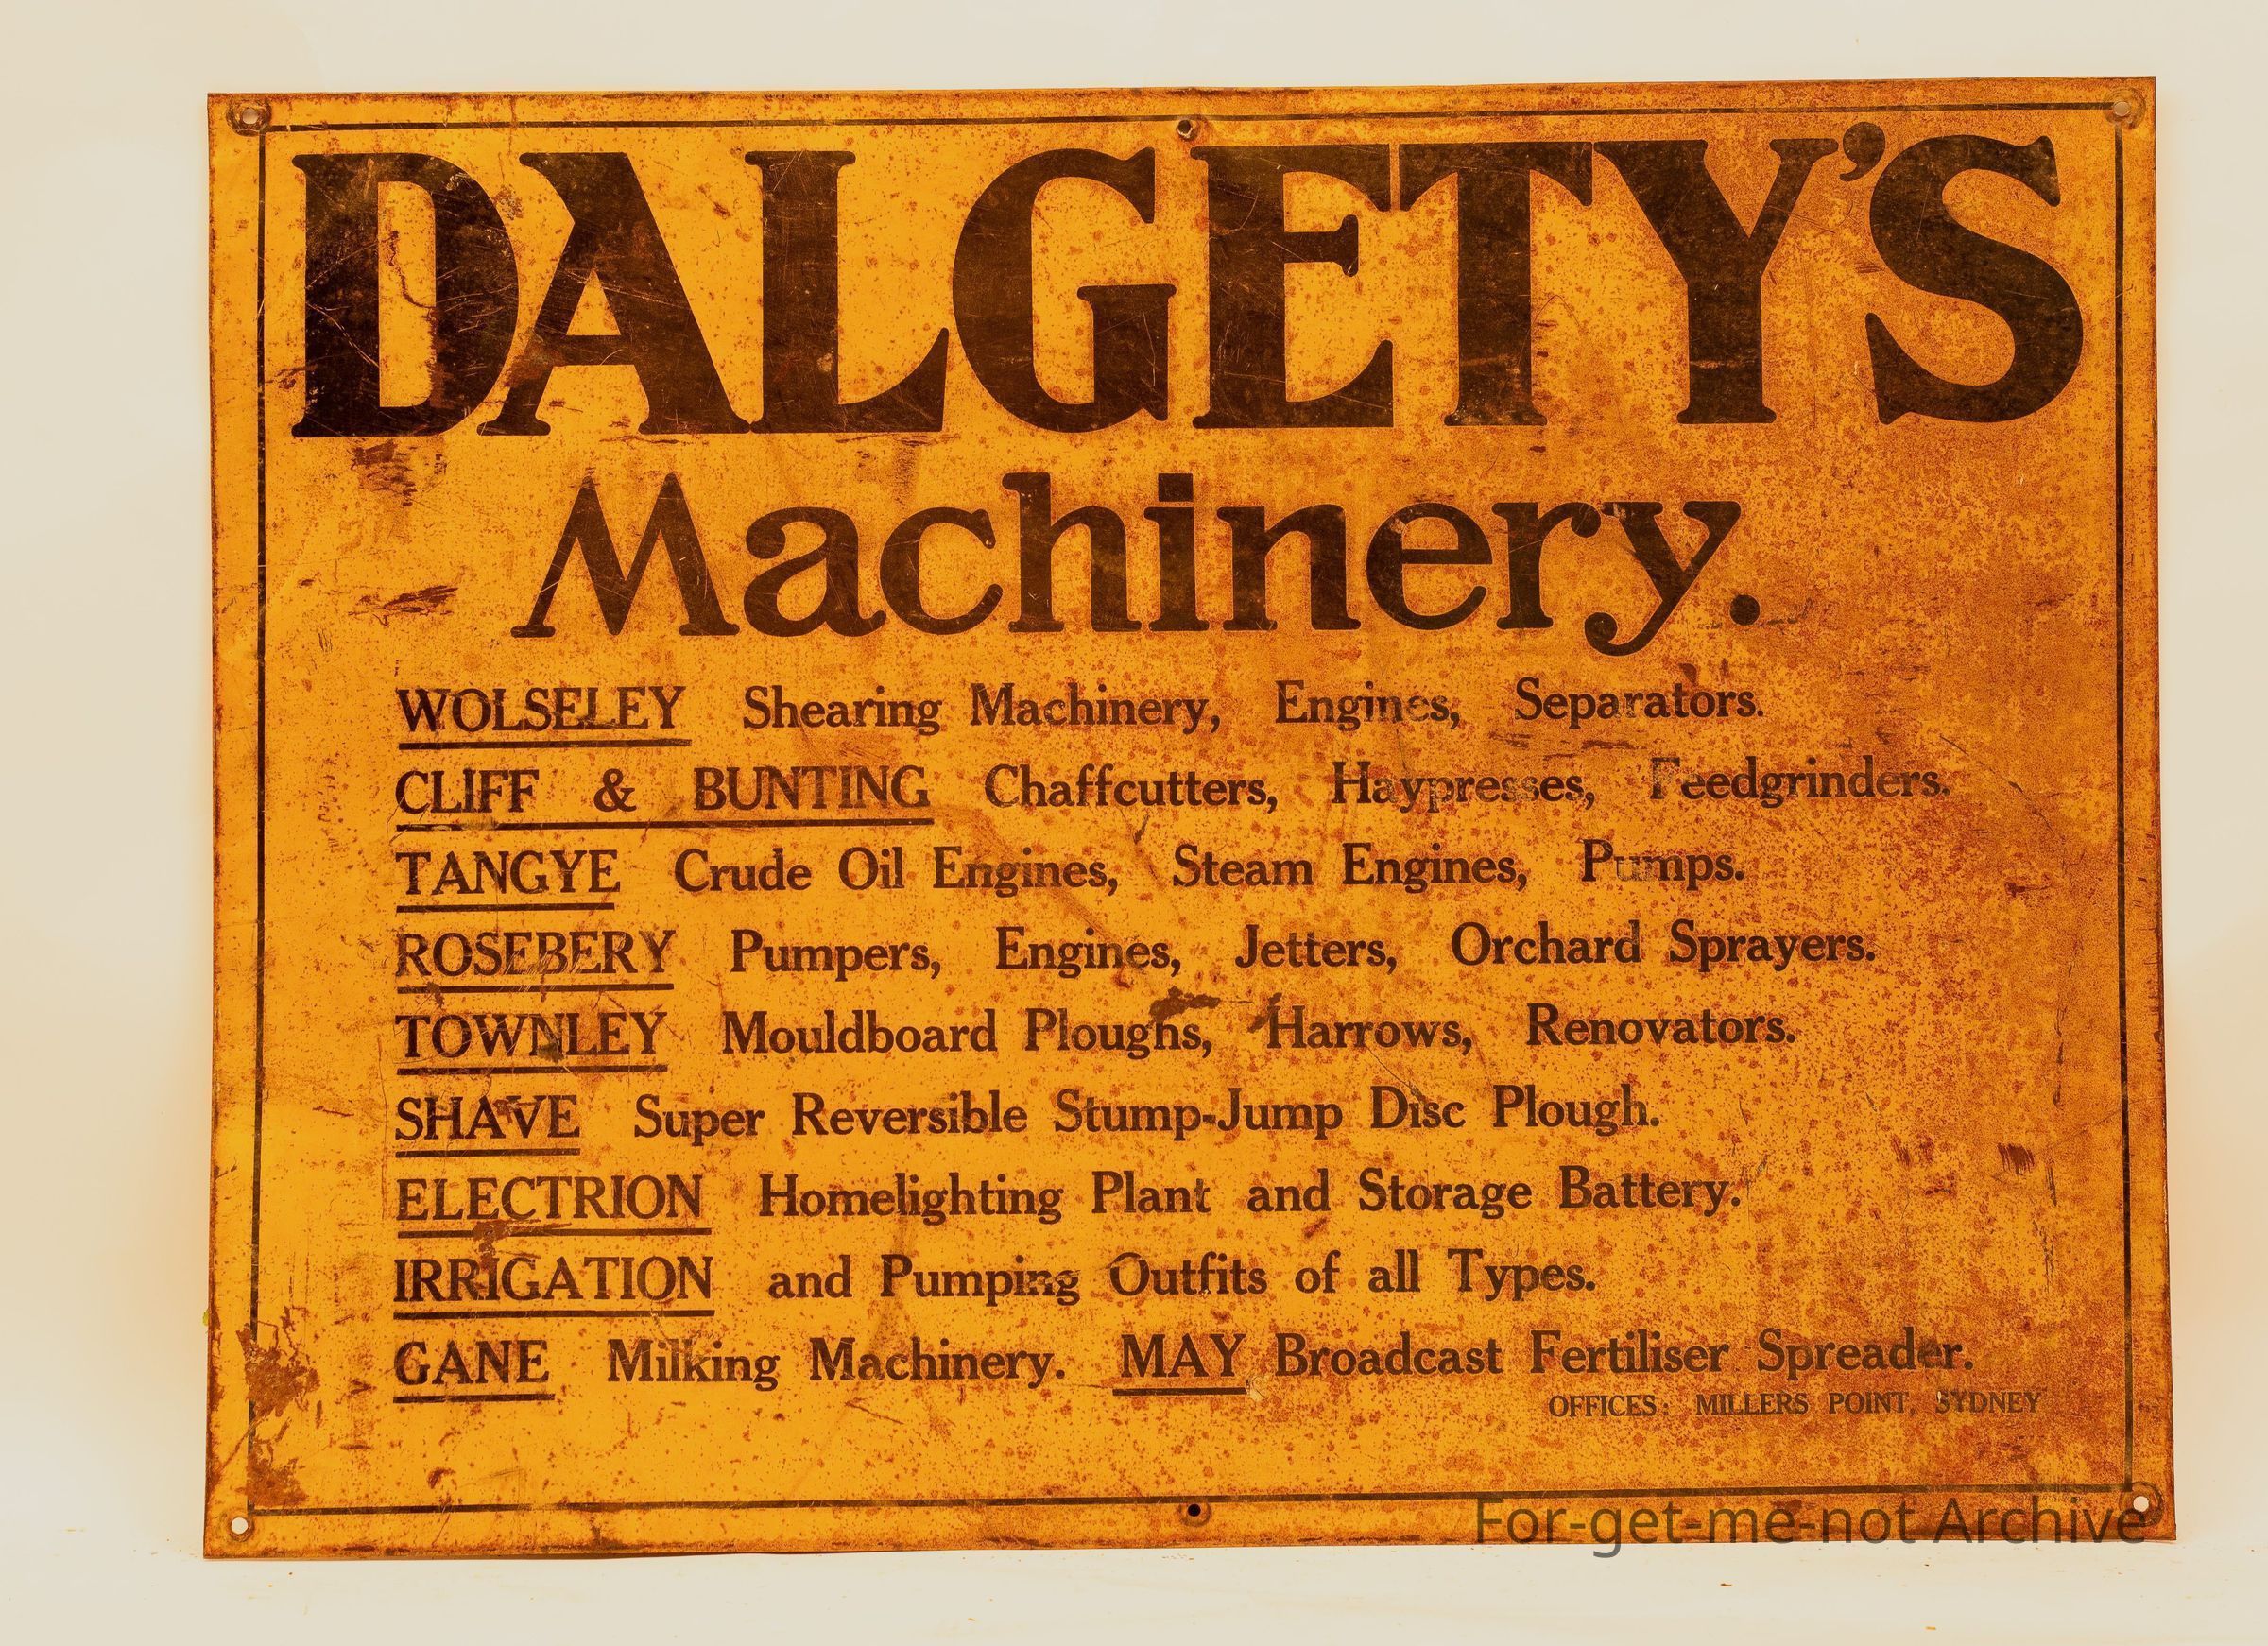 DALGETY'S
Machinery.
WOLSELEY Shearing Machinery, Engines, Separators.
CLIFF & BUNTING Chaffcutters, Haypresses, Feedgrinders.
TANGYE Crude Oil Engines, Steam Engines, Pumps.
ROSEBERY Pumpers, Engines, Jetters, Orchard Sprayers.
TOWNLEY Mouldboard Ploughs, Harrows, Renovators.
SHAVE Super Reversible Stump-Jump Disc Plough.
ELECTRION Homelighting Plant and Storage Battery.
IRRIGATION and Pumping Outfits of all Types.
GANE Milking Machinery. MAY Broadcast Fertiliser Spreader.
OFFICES: MILLERS POINT, SYDNEY
For-get-me-not Archive